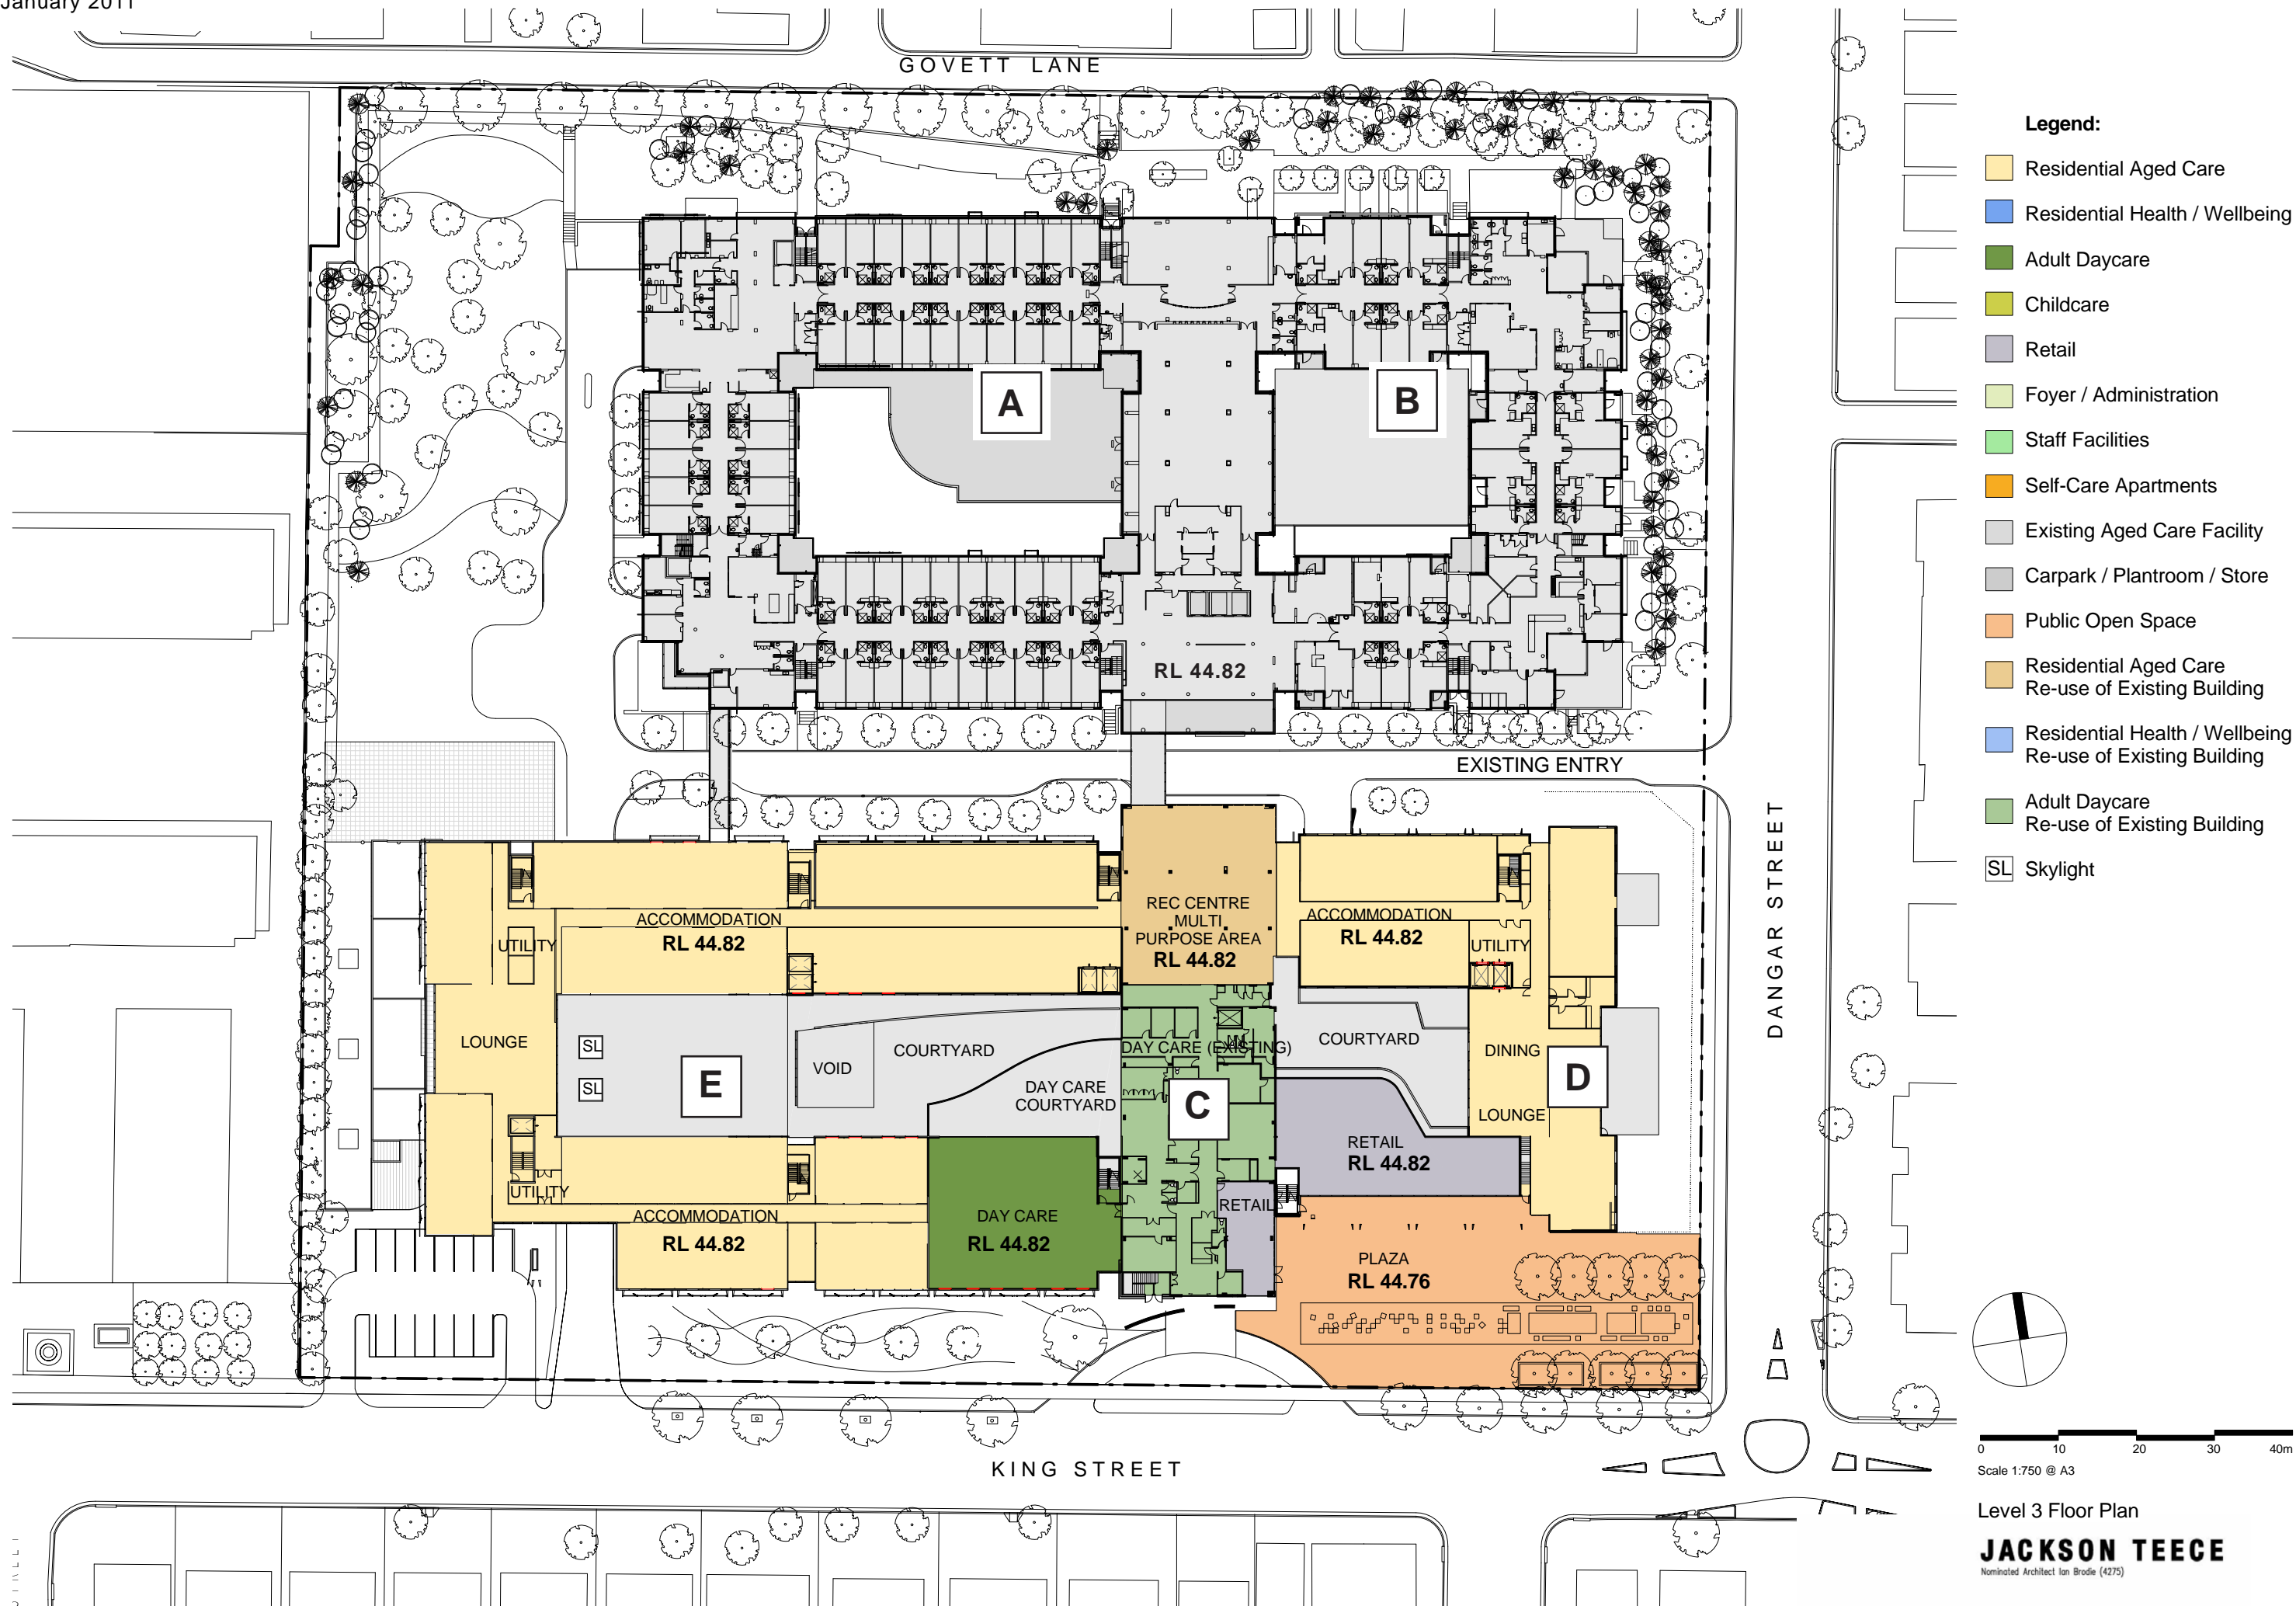 January 2011
GOVETT LANE
A
B
RL 44.82
EXISTING ENTRY
DANGAR STREET
ACCOMMODATION
RL 44.82
UTILITY
REC CENTRE
MULTI
PURPOSE AREA
RL 44.82
ACCOMMODATION
RL 44.82
UTILITY
LOUNGE
SL
SL
E
VOID
COURTYARD
DAY CARE
COURTYARD
DAY CARE (EXISTING)
C
COURTYARD
DINING
D
LOUNGE
RETAIL
RL 44.82
UTILITY
ACCOMMODATION
RL 44.82
DAY CARE
RL 44.82
RETAIL
PLAZA
RL 44.76
KING STREET
Legend:
Residential Aged Care
Residential Health / Wellbeing
Adult Daycare
Childcare
Retail
Foyer / Administration
Staff Facilities
Self-Care Apartments
Existing Aged Care Facility
Carpark / Plantroom / Store
Public Open Space
Residential Aged Care
Re-use of Existing Building
Residential Health / Wellbeing
Re-use of Existing Building
Adult Daycare
Re-use of Existing Building
SL Skylight
0 10 20 30 40m
Scale 1:750 @ A3
Level 3 Floor Plan
JACKSON TEECE
Nominated Architect Ian Brodie (4275)